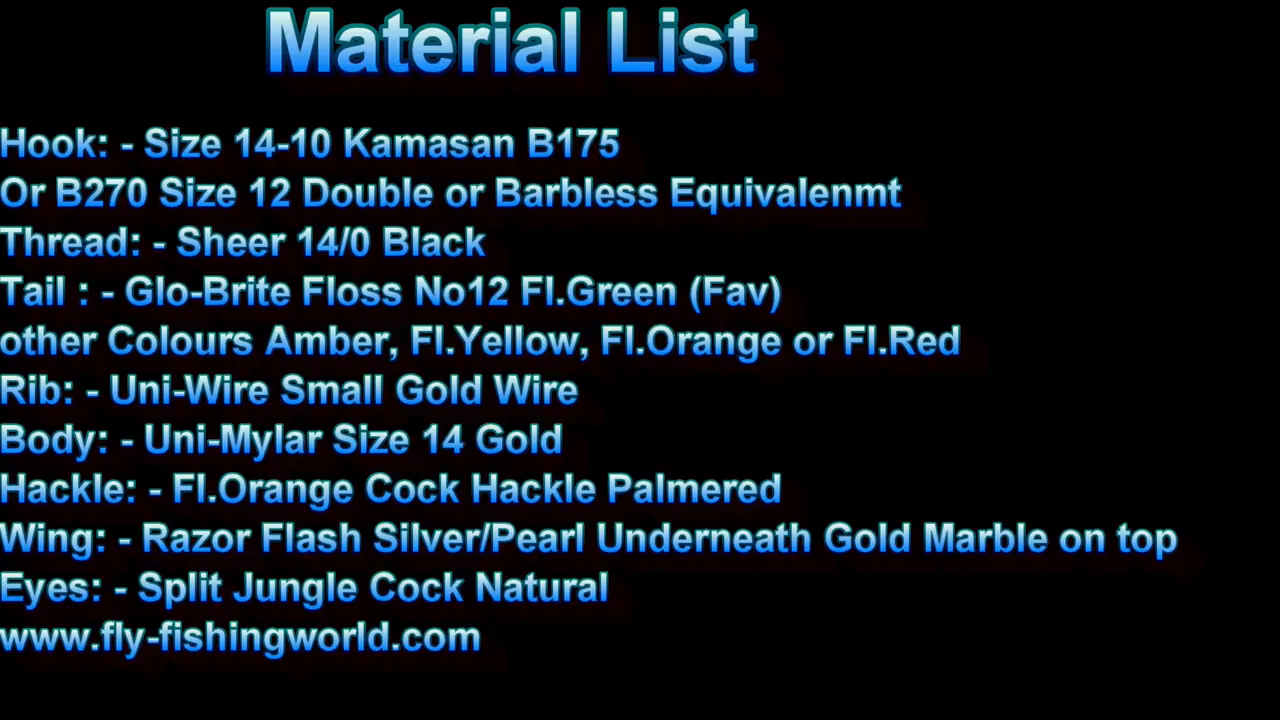 Material List
Hook: - Size 14-10 Kamasan B175
Or B270 Size 12 Double or Barbless Equivalenmt
Thread: - Sheer 14/0 Black
Tail : - Glo-Brite Floss No12 Fl.Green (Fav)
other Colours Amber, Fl.Yellow, Fl.Orange or Fl.Red
Rib: - Uni-Wire Small Gold Wire
Body: - Uni-Mylar Size 14 Gold
Hackle: - Fl.Orange Cock Hackle Palmered
Wing: - Razor Flash Silver/Pearl Underneath Gold Marble on top
Eyes: - Split Jungle Cock Natural
www.fly-fishingworld.com